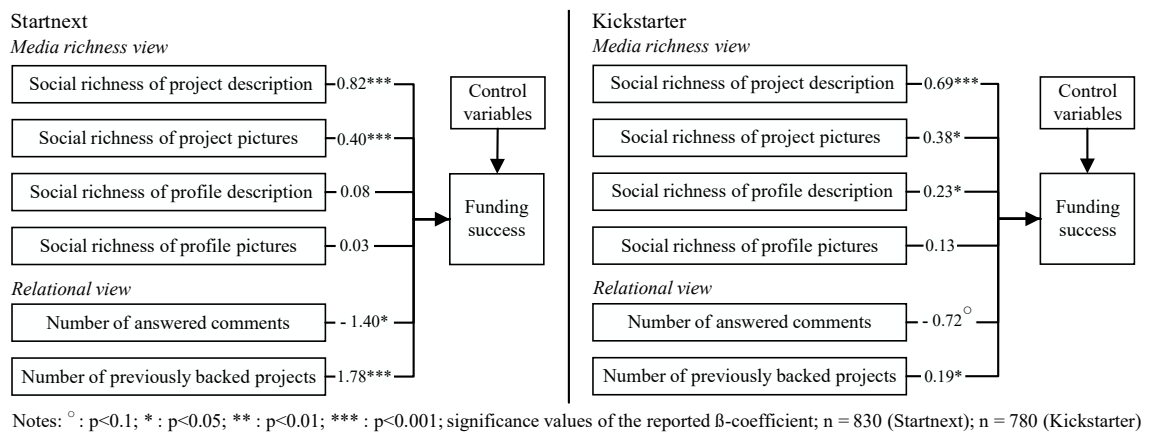 Startnext
Media richness view
Social richness of project description
0.82***
Social richness of project pictures
0.40***
Social richness of profile description
0.08
Social richness of profile pictures
0.03
Relational view
Number of answered comments
- 1.40*
Number of previously backed projects
1.78***
Control
variables
Funding
success
Kickstarter
Media richness view
Social richness of project description
0.69***
Social richness of project pictures
0.38*
Social richness of profile description
0.23*
Social richness of profile pictures
0.13
Relational view
Number of answered comments
- 0.72°
Number of previously backed projects
0.19*
Control
variables
Funding
success
Notes: ° : p<0.1; * : p<0.05; ** : p<0.01; *** : p<0.001; significance values of the reported ß-coefficient; n = 830 (Startnext); n = 780 (Kickstarter)